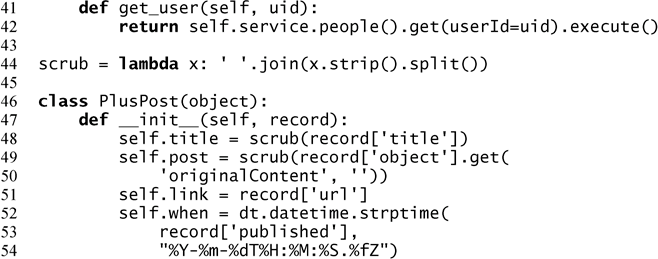 41     def get_user(self, uid):
42         return self.service.people().get(userId=uid).execute()
43
44 scrub = lambda x: ' '.join(x.strip().split())
45
46 class PlusPost(object):
47     def __init__(self, record):
48         self.title = scrub(record['title'])
49         self.post = scrub(record['object'].get(
50             'originalContent', ''))
51         self.link = record['url']
52         self.when = dt.datetime.strptime(
53             record['published'],
54             "%Y-%m-%dT%H:%M:%S.%fZ")